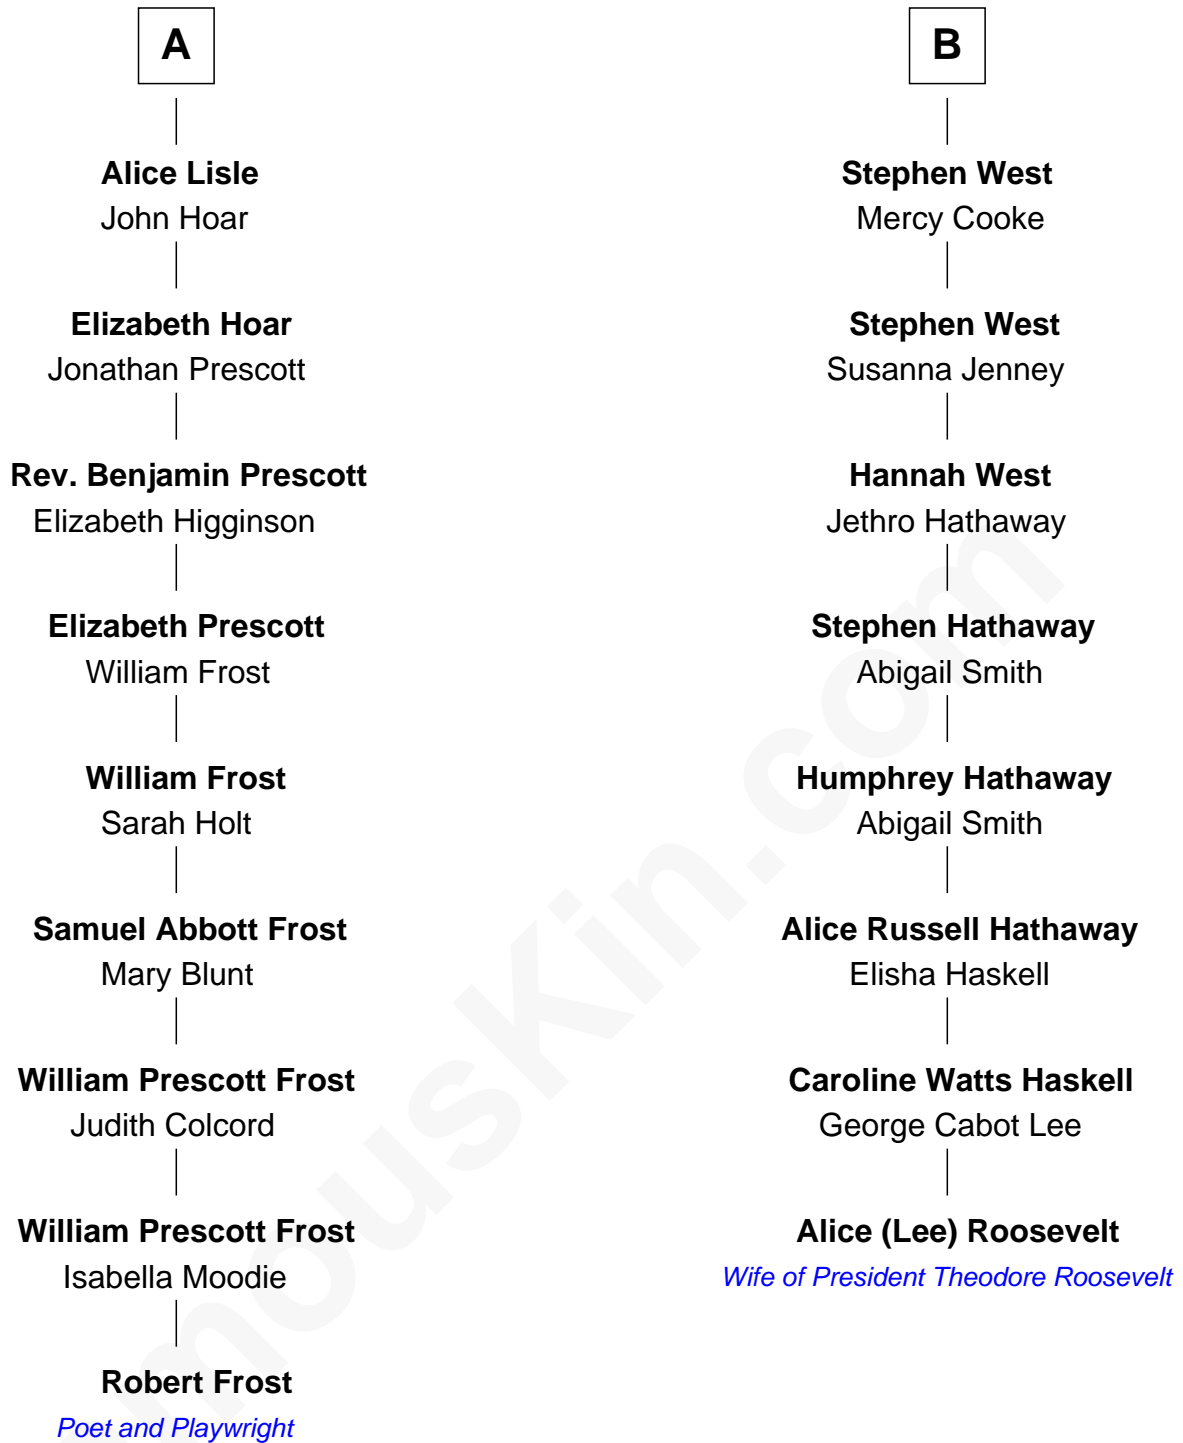 A
Alice Lisle
John Hoar
Elizabeth Hoar
Jonathan Prescott
Rev. Benjamin Prescott
Elizabeth Higginson
Elizabeth Prescott
William Frost
William Frost
Sarah Holt
Samuel Abbott Frost
Mary Blunt
William Prescott Frost
Judith Colcord
William Prescott Frost
Isabella Moodie
Robert Frost
Poet and Playwright
B
Stephen West
Mercy Cooke
Stephen West
Susanna Jenney
Hannah West
Jethro Hathaway
Stephen Hathaway
Abigail Smith
Humphrey Hathaway
Abigail Smith
Alice Russell Hathaway
Elisha Haskell
Caroline Watts Haskell
George Cabot Lee
Alice (Lee) Roosevelt
Wife of President Theodore Roosevelt
mousKin.com